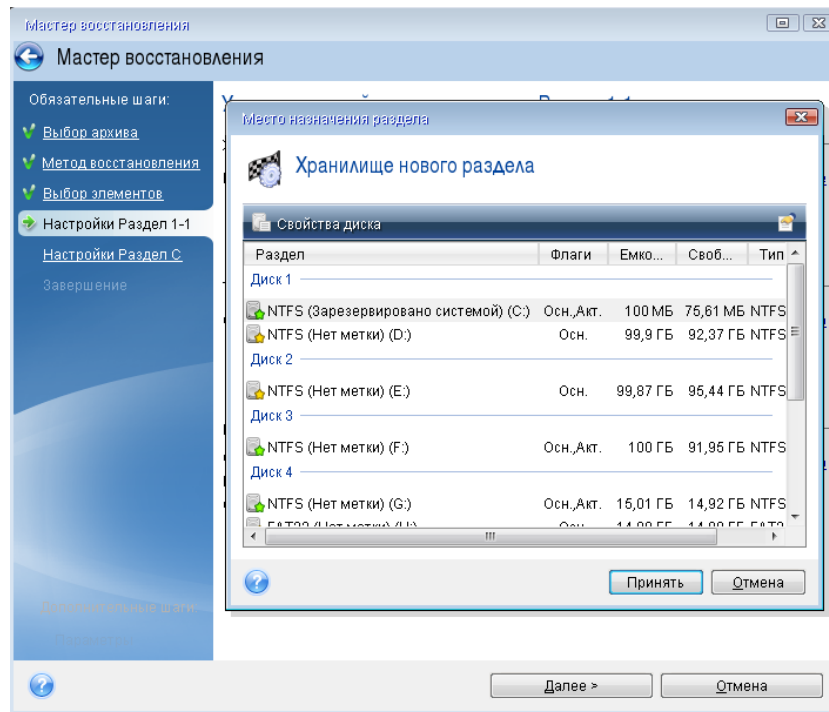 Мастер восстановления
Мастер восстановления
Обязательные шаги:
Выбор архива
Метод восстановления
Выбор элементов
Настройки Раздел 1-1
Настройки Раздел C
Завершение
Место назначения раздела
Хранилище нового раздела
Свойства диска
Раздел Флаги Емко... Своб... Тип
Диск 1
NTFS (Зарезервировано системой) (C:) Осн.,Акт. 100 МБ 75,61 МБ NTFS
NTFS (Нет метки) (D:) Осн. 99,9 ГБ 92,37 ГБ NTFS
Диск 2
NTFS (Нет метки) (E:) Осн. 99,87 ГБ 95,44 ГБ NTFS
Диск 3
NTFS (Нет метки) (F:) Осн.,Акт. 100 ГБ 91,95 ГБ NTFS
Диск 4
NTFS (Нет метки) (G:) Осн.,Акт. 15,01 ГБ 14,92 ГБ NTFS
Принять Отмена
Далее > Отмена